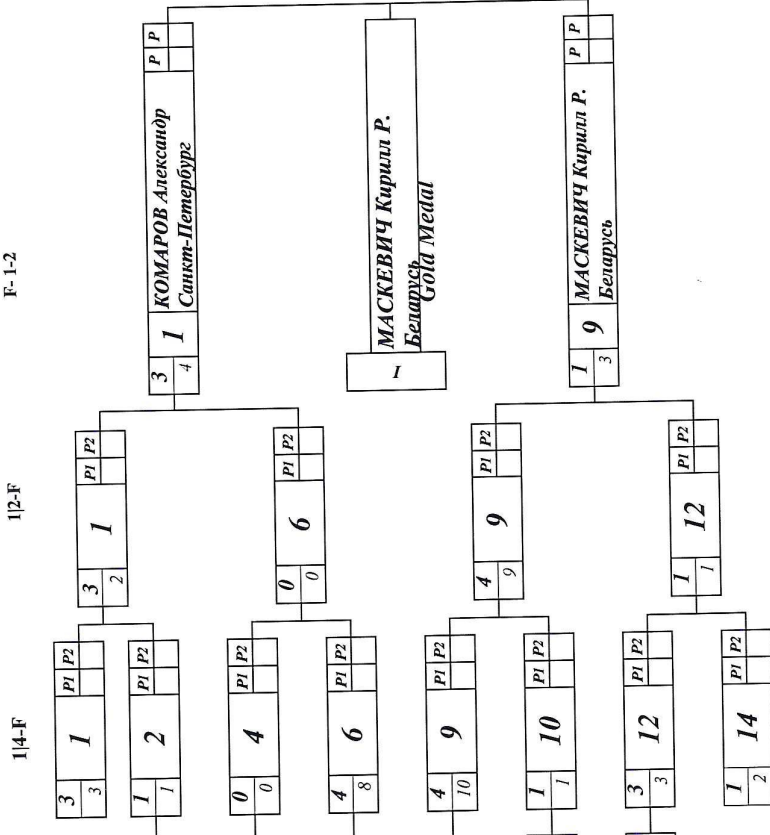 F- 1-2
P P
КОМАРОВ Александр
Санкт-Петербург
1
3
4
МАСКЕВИЧ Кирилл Р.
Беларусь
Gold Medal
I
P P
МАСКЕВИЧ Кирилл Р.
Беларусь
9
1
3
1|2-F
P1 P2
1
3
2
P1 P2
6
0
0
P1 P2
9
4
9
P1 P2
12
1
1
1|4-F
P1 P2
1
3
3
P1 P2
2
1
1
P1 P2
4
0
0
P1 P2
6
4
8
P1 P2
9
4
10
P1 P2
10
1
1
P1 P2
12
3
3
P1 P2
14
1
2